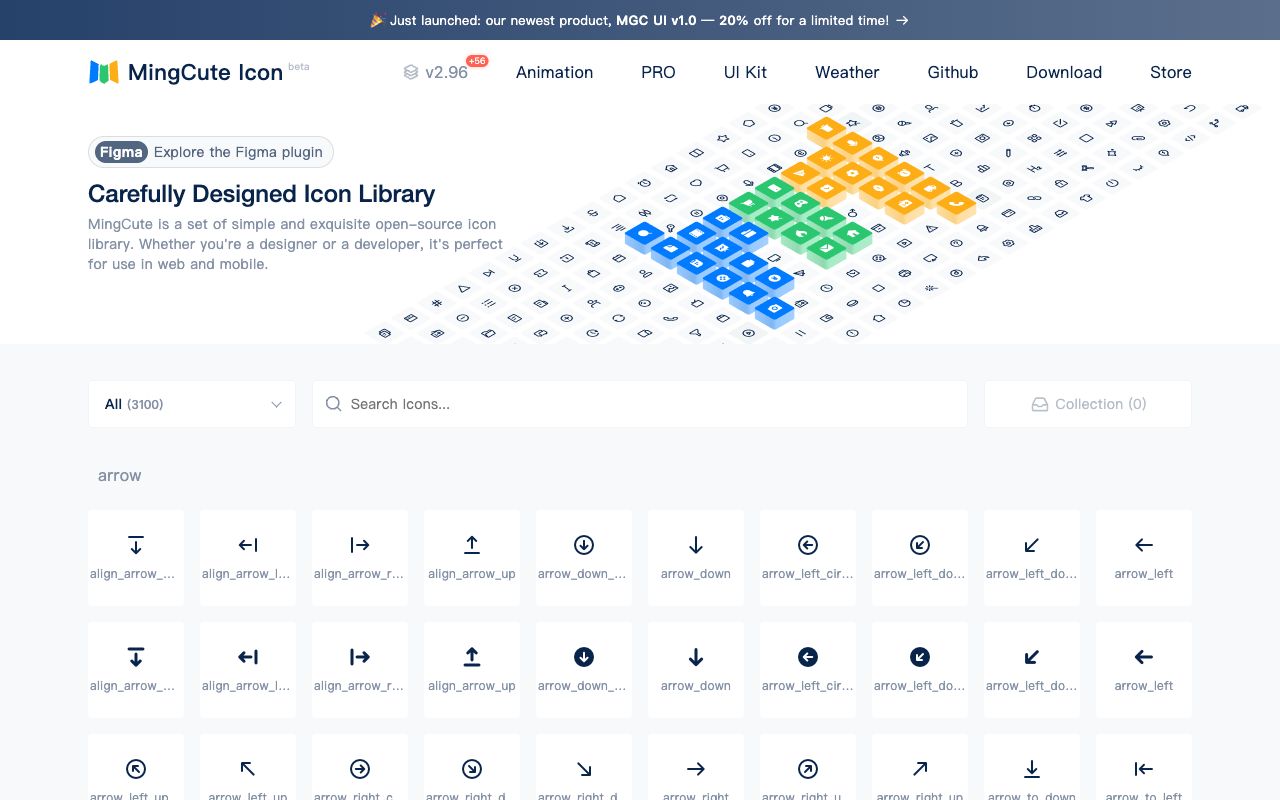 🎉 Just launched: our newest product, MGC UI v1.0 — 20% off for a limited time! →
MingCute Icon beta
v2.96 +56
Animation
PRO
UI Kit
Weather
Github
Download
Store
Figma Explore the Figma plugin
Carefully Designed Icon Library
MingCute is a set of simple and exquisite open-source icon
library. Whether you're a designer or a developer, it's perfect
for use in web and mobile.
All (3100)
Search Icons...
Collection (0)
arrow
align_arrow_...
align_arrow_l...
align_arrow_r...
align_arrow_up
arrow_down_...
arrow_down
arrow_left_cir...
arrow_left_do...
arrow_left_do...
arrow_left
align_arrow_...
align_arrow_l...
align_arrow_r...
align_arrow_up
arrow_down_...
arrow_down
arrow_left_cir...
arrow_left_do...
arrow_left_do...
arrow_left
arrow_left_up_...
arrow_left_up
arrow_right_c...
arrow_right_d...
arrow_right_d...
arrow_right
arrow_right_u...
arrow_right_up
arrow_to_down
arrow_to_left